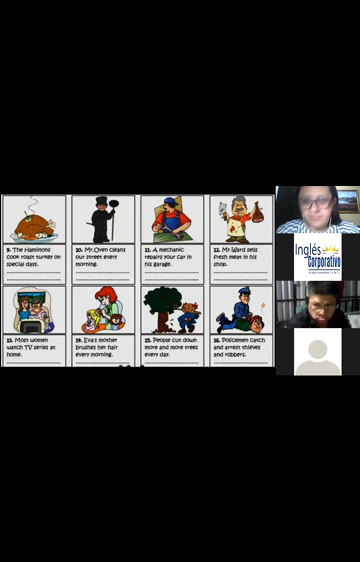 9. The Hamiltons
cook roast turkey on
special days.
10. Mr. Oven cleans
our street every
morning.
11. A mechanic
repairs your car in
his garage.
12. Mr. Ward sells
fresh meat in his
shop.
13. Most women
watch TV series at
home.
14. Eva's mother
brushes her hair
every morning.
15. People cut down
more and more trees
every day.
16. Policemen catch
and arrest thieves
and robbers.
Inglés
Corporativo